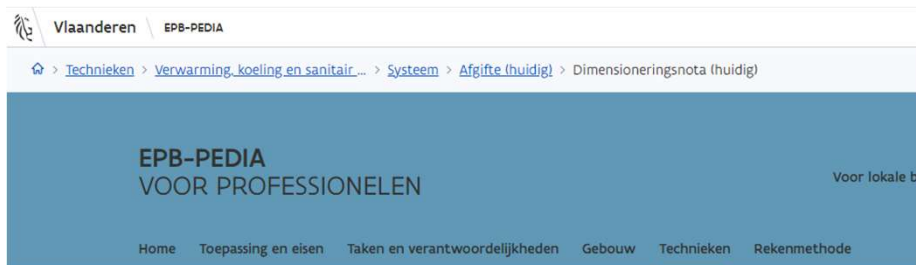 Vlaanderen \ EPB-PEDIA
> Technieken > Verwarming, koeling en sanitair ... > Systeem > Afgifte (huidig) > Dimensioneringsnota (huidig)
EPB-PEDIA
VOOR PROFESSIONELEN
Voor lokale
Home Toepassing en eisen Taken en verantwoordelijkheden Gebouw Technieken Rekenmethode